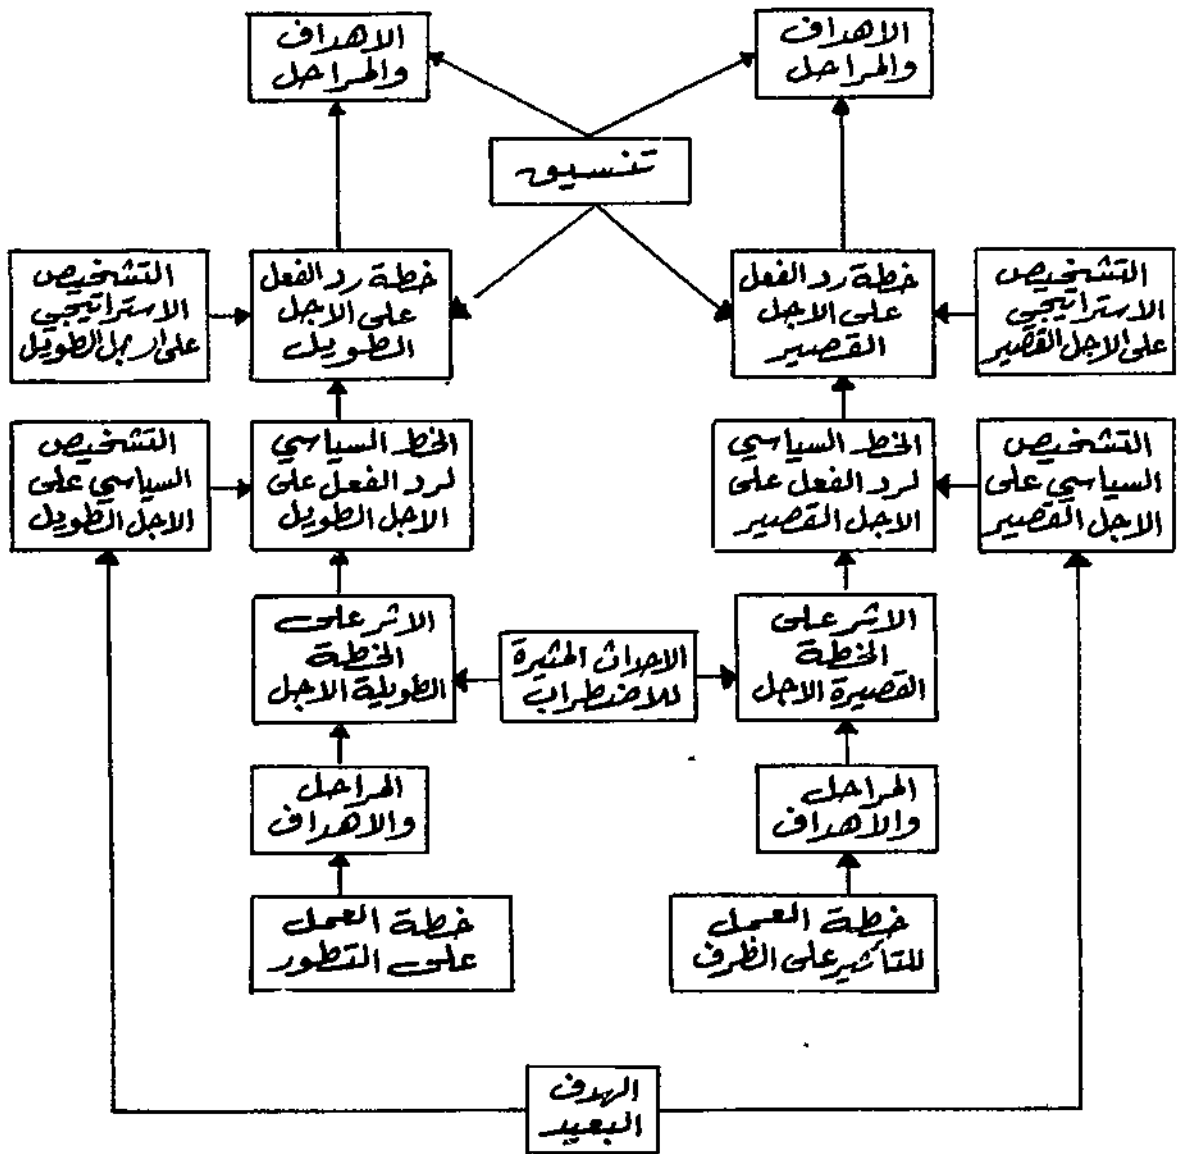 الاهداف
والمراحل
الاهداف
والمراحل
تنسيق
التشخيص
الاستراتيجي
على الاجل القصير
خطة رد الفعل
على الاجل
القصير
خطة رد الفعل
على الاجل
الطويل
التشخيص
الاستراتيجي
على الاجل الطويل
التشخيص
السياسي على
الاجل القصير
الخط السياسي
لرد الفعل على
الاجل القصير
الخط السياسي
لرد الفعل على
الاجل الطويل
التشخيص
السياسي على
الاجل الطويل
الاثر على
الخطة
القصيرة الاجل
الاحداث المثيرة
للاضطراب
الاثر على
الخطة
الطويلة الاجل
المراحل
والاهداف
المراحل
والاهداف
خطة العمل
للتأثير على الظرف
خطة العمل
على التطور
الهدف
البعيد